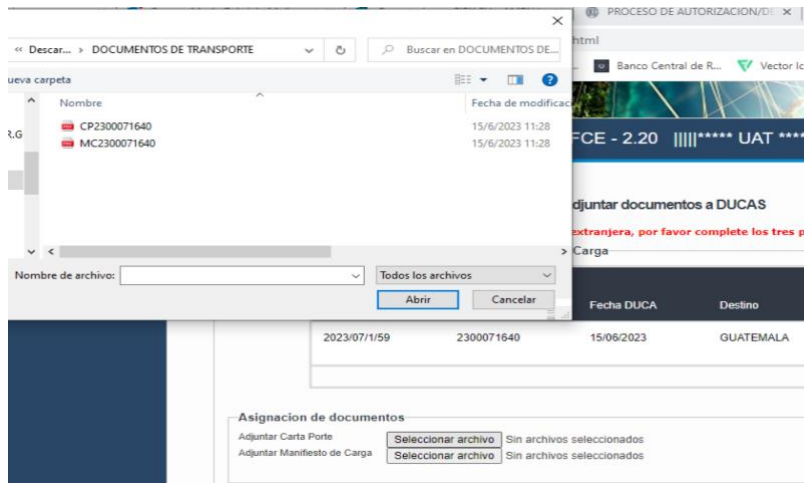 PROCESO DE AUTORIZACION/DE
html
<< Descar... > DOCUMENTOS DE TRANSPORTE
Buscar en DOCUMENTOS DE...
Banco Central de R...
Vector Ic
ueva carpeta
Nombre
Fecha de modificac
R.G
CP2300071640
15/6/2023 11:28
MC2300071640
15/6/2023 11:28
FCE - 2.20 |||||***** UAT ****
djuntar documentos a DUCAS
extranjera, por favor complete los tres p
Carga
Nombre de archivo:
Todos los archivos
Abrir
Cancelar
Fecha DUCA
Destino
2023/07/1/59
2300071640
15/06/2023
GUATEMALA
Asignacion de documentos
Adjuntar Carta Porte
Seleccionar archivo
Sin archivos seleccionados
Adjuntar Manifiesto de Carga
Seleccionar archivo
Sin archivos seleccionados